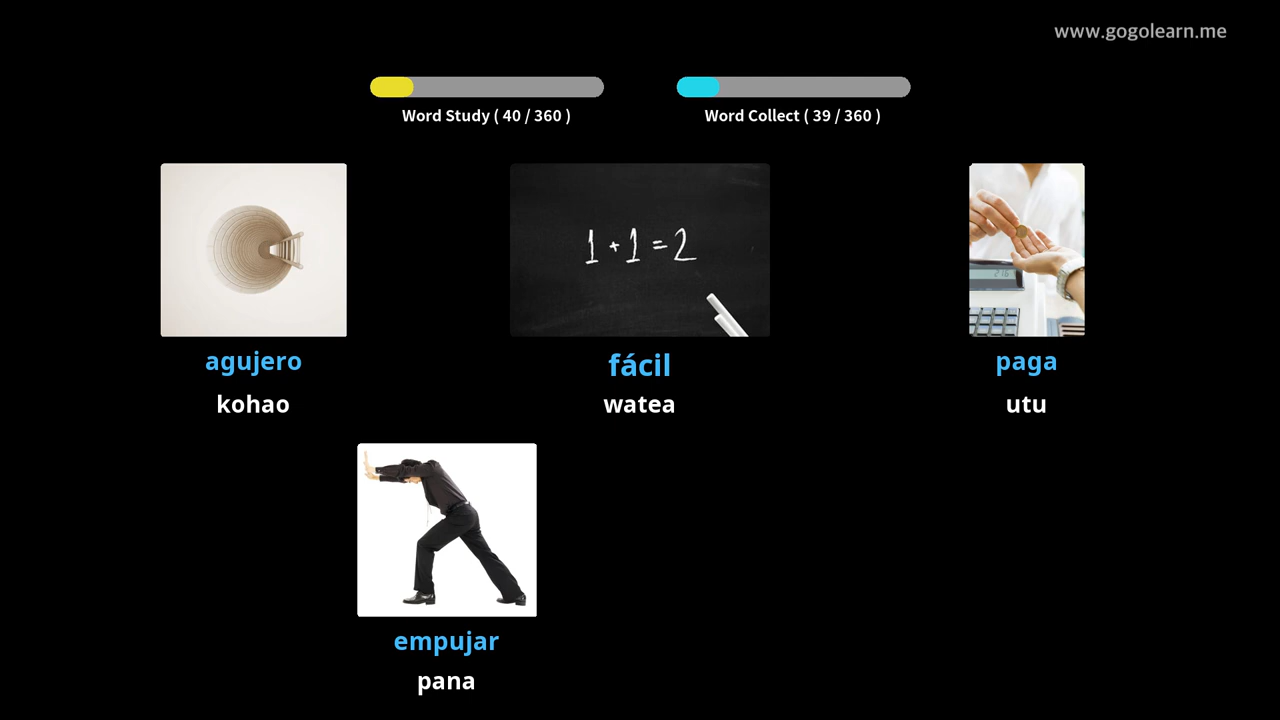 www.gogolearn.me
Word Study ( 40 / 360 )
Word Collect ( 39 / 360 )
1 + 1 = 2
agujero
kohao
fácil
watea
paga
utu
empujar
pana